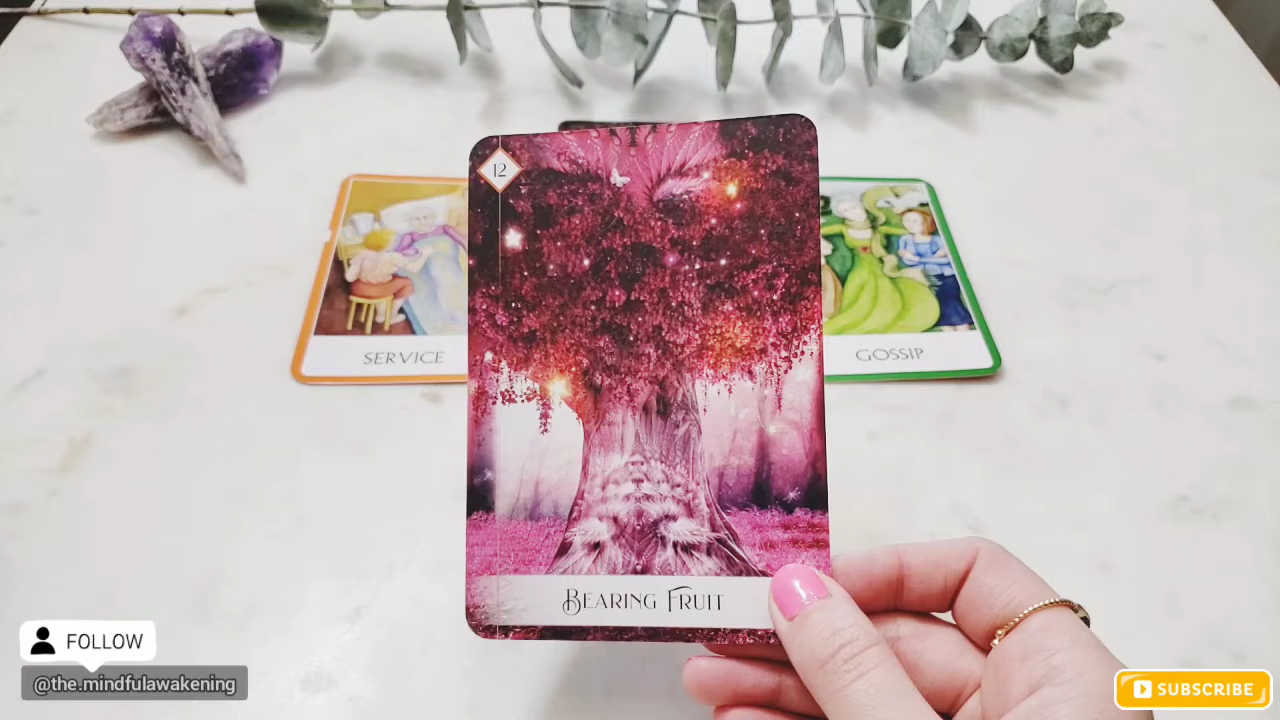 12
SERVICE
GOSSIP
BEARING FRUIT
FOLLOW
@the.mindfulawakening
SUBSCRIBE